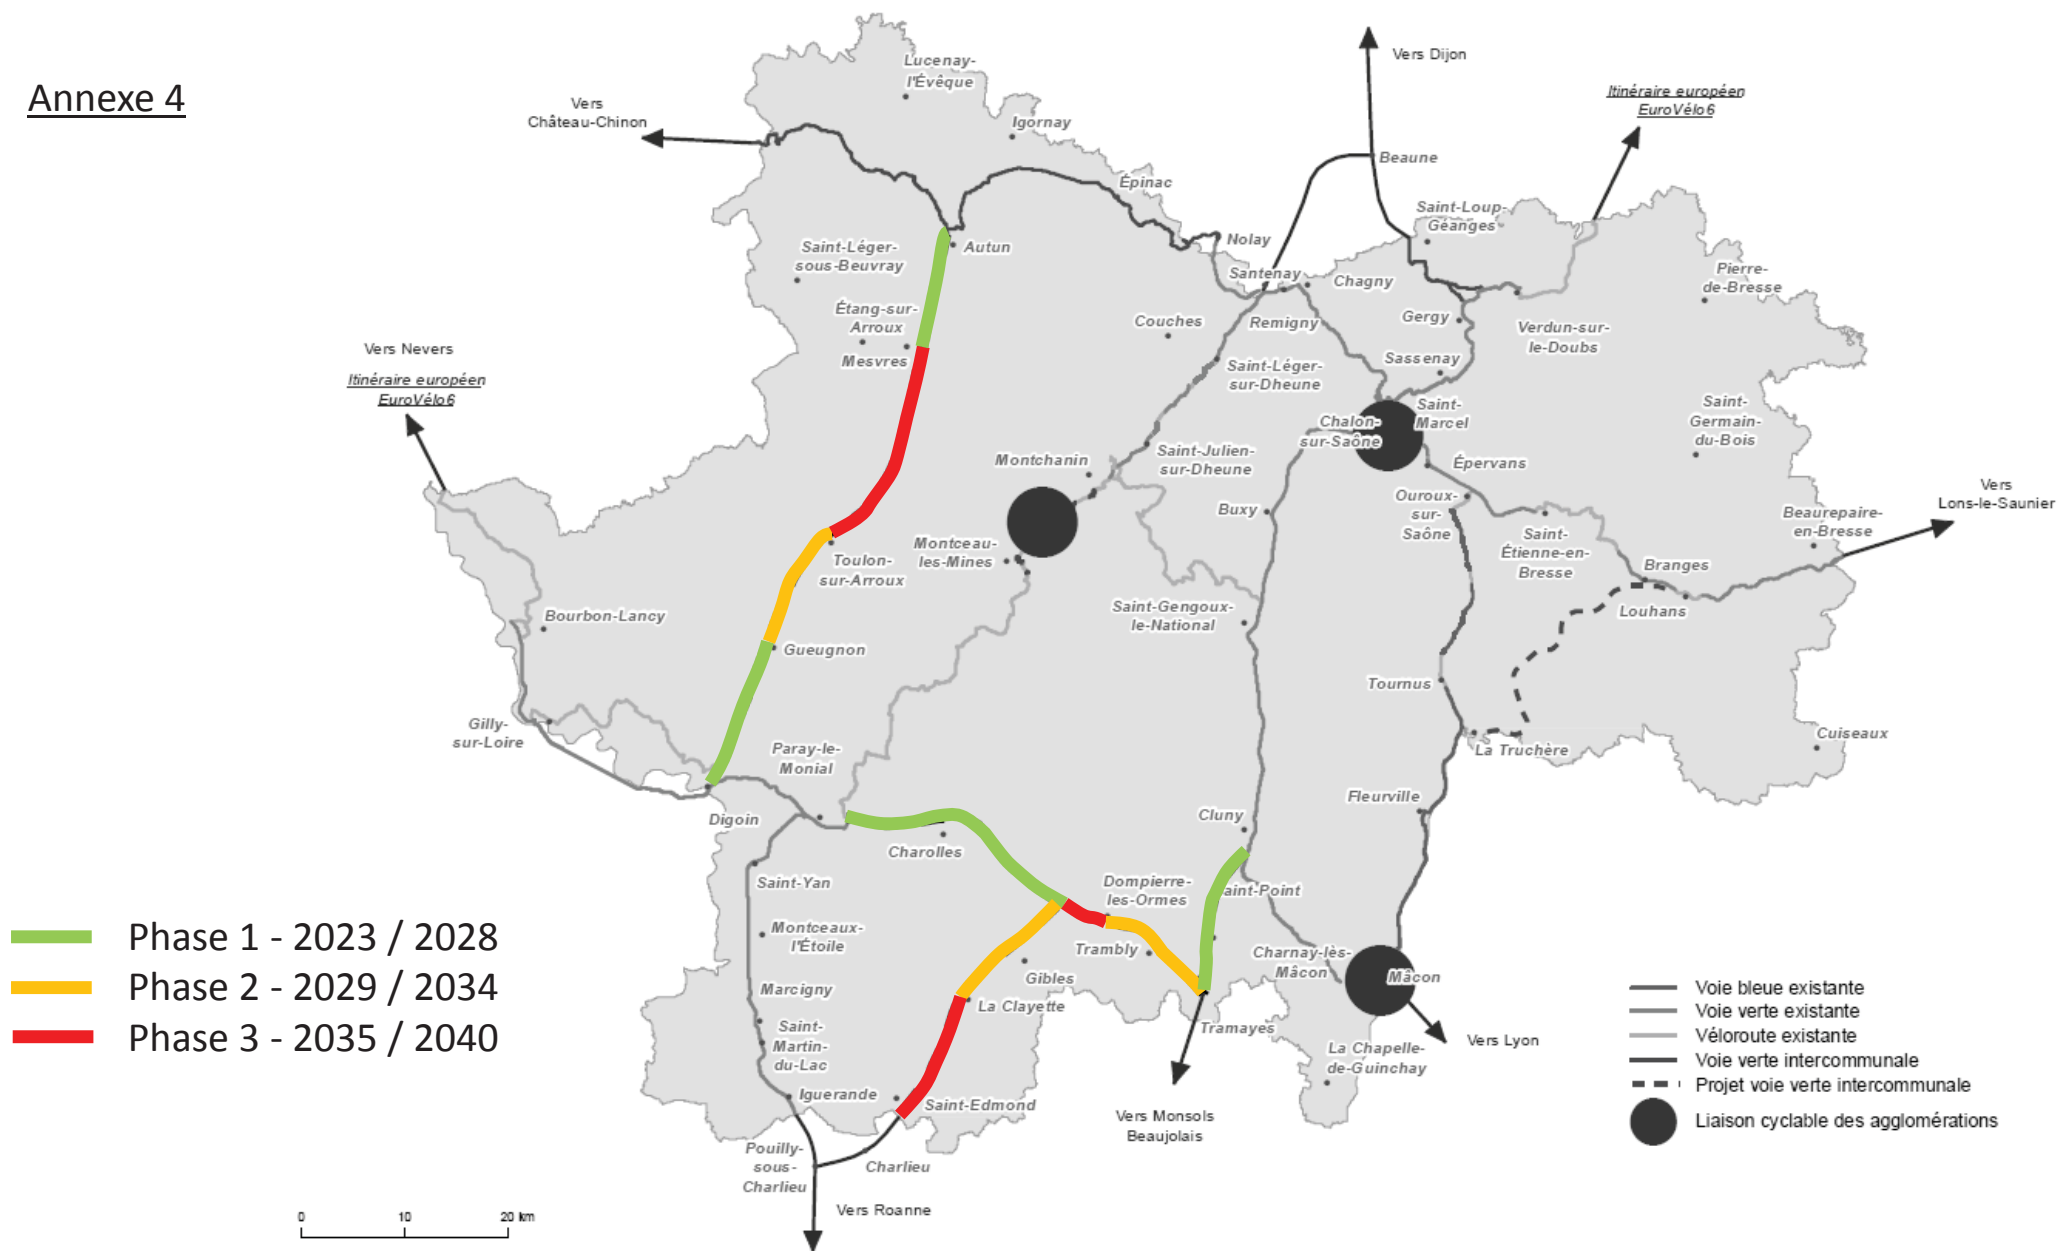 Annexe 4
Lucenay-
l'Évêque
Vers Dijon
Vers
Château-Chinon
Itinéraire européen
EuroVélo6
Igornay
Beaune
Épinac
Saint-Loup-
Géanges
Nolay
Autun
Saint-Léger-
sous-Beuvray
Santenay
Chagny
Pierre-
de-Bresse
Étang-sur-
Arroux
Mesvres
Couches
Remigny
Gergy
Verdun-sur-
le-Doubs
Vers Nevers
Itinéraire européen
EuroVélo6
Sassenay
Saint-Léger-
sur-Dheune
Saint-
Marcel
Chalon-
sur-Saône
Saint-
Germain-
du-Bois
Montchanin
Saint-Julien-
sur-Dheune
Épervans
Vers
Lons-le-Saunier
Buxy
Ouroux-
sur-
Saône
Beaurepaire-
en-Bresse
Montceau-
les-Mines
Toulon-
sur-Arroux
Saint-
Étienne-en-
Bresse
Branges
Louhans
Bourbon-Lancy
Saint-Gengoux-
le-National
Gueugnon
Tournus
Gilly-
sur-Loire
Paray-le-
Monial
La Truchère
Cuiseaux
Fleurville
Digoin
Cluny
Charolles
Saint-Yan
Dompierre-
les-Ormes
aint-Point
Phase 1 - 2023 / 2028
Phase 2 - 2029 / 2034
Phase 3 - 2035 / 2040
Montceaux-
l'Étoile
Trambly
Charnay-lès-
Mâcon
Mâcon
Gibles
La Clayette
Marcigny
Saint-
Martin-
du-Lac
Tramayes
Vers Lyon
La Chapelle-
de-Guinchay
Iguerande
Saint-Edmond
Vers Monsols
Beaujolais
Pouilly-
sous-
Charlieu
Charlieu
Vers Roanne
Voie bleue existante
Voie verte existante
Véloroute existante
Voie verte intercommunale
Projet voie verte intercommunale
Liaison cyclable des agglomérations
0 10 20 km